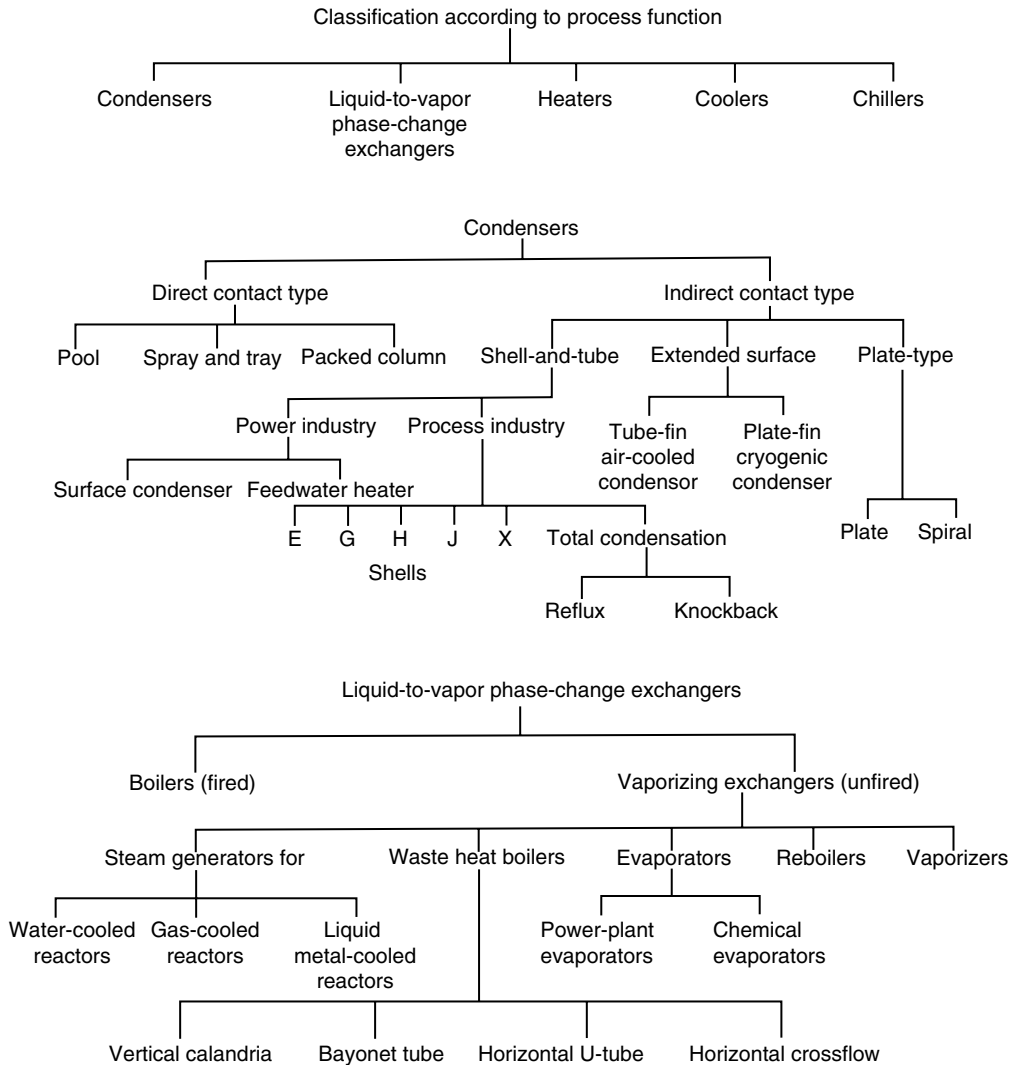 Classification according to process function
Condensers
Liquid-to-vapor
phase-change
exchangers
Heaters
Coolers
Chillers
Condensers
Direct contact type
Indirect contact type
Pool
Spray and tray
Packed column
Shell-and-tube
Extended surface
Plate-type
Power industry
Process industry
Tube-fin
air-cooled
condensor
Plate-fin
cryogenic
condenser
Surface condenser
Feedwater heater
E
G
H
J
X
Total condensation
Plate
Spiral
Shells
Reflux
Knockback
Liquid-to-vapor phase-change exchangers
Boilers (fired)
Vaporizing exchangers (unfired)
Steam generators for
Waste heat boilers
Evaporators
Reboilers
Vaporizers
Water-cooled
reactors
Gas-cooled
reactors
Liquid
metal-cooled
reactors
Power-plant
evaporators
Chemical
evaporators
Vertical calandria
Bayonet tube
Horizontal U-tube
Horizontal crossflow